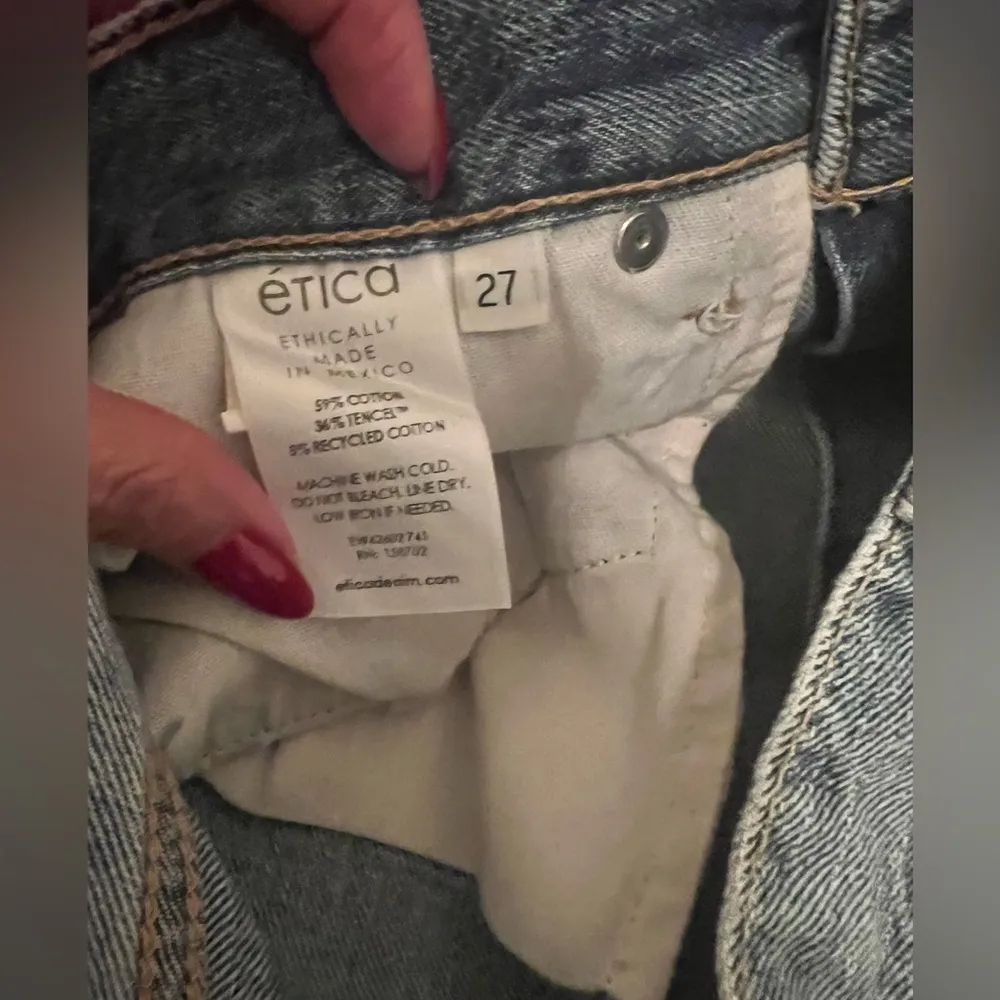 éTICA
27
ETHICALLY
MADE
IN MEXICO
59% COTTON
36% TENCEL™
% RECYCLED COTTON
MACHINE WASH COLD.
DO NOT BLEACH. LINE DRY.
LOW IRON IF NEEDED.
eticadenim.com